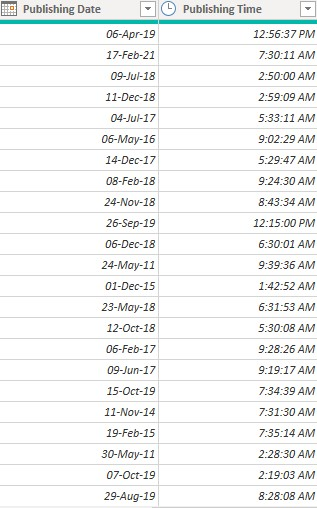 Publishing Date Publishing Time
06-Apr-19 12:56:37 PM
17-Feb-21 7:30:11 AM
09-Jul-18 2:50:00 AM
11-Dec-18 2:59:09 AM
04-Jul-17 5:33:11 AM
06-May-16 9:02:29 AM
14-Dec-17 5:29:47 AM
08-Feb-18 9:24:30 AM
24-Nov-18 8:43:34 AM
26-Sep-19 12:15:00 PM
06-Dec-18 6:30:01 AM
24-May-11 9:39:36 AM
01-Dec-15 1:42:52 AM
23-May-18 6:31:53 AM
12-Oct-18 5:30:08 AM
06-Feb-17 9:28:26 AM
09-Jun-17 9:19:17 AM
15-Oct-19 7:34:39 AM
11-Nov-14 7:31:30 AM
19-Feb-15 7:35:14 AM
30-May-11 2:28:30 AM
07-Oct-19 2:19:03 AM
29-Aug-19 8:28:08 AM